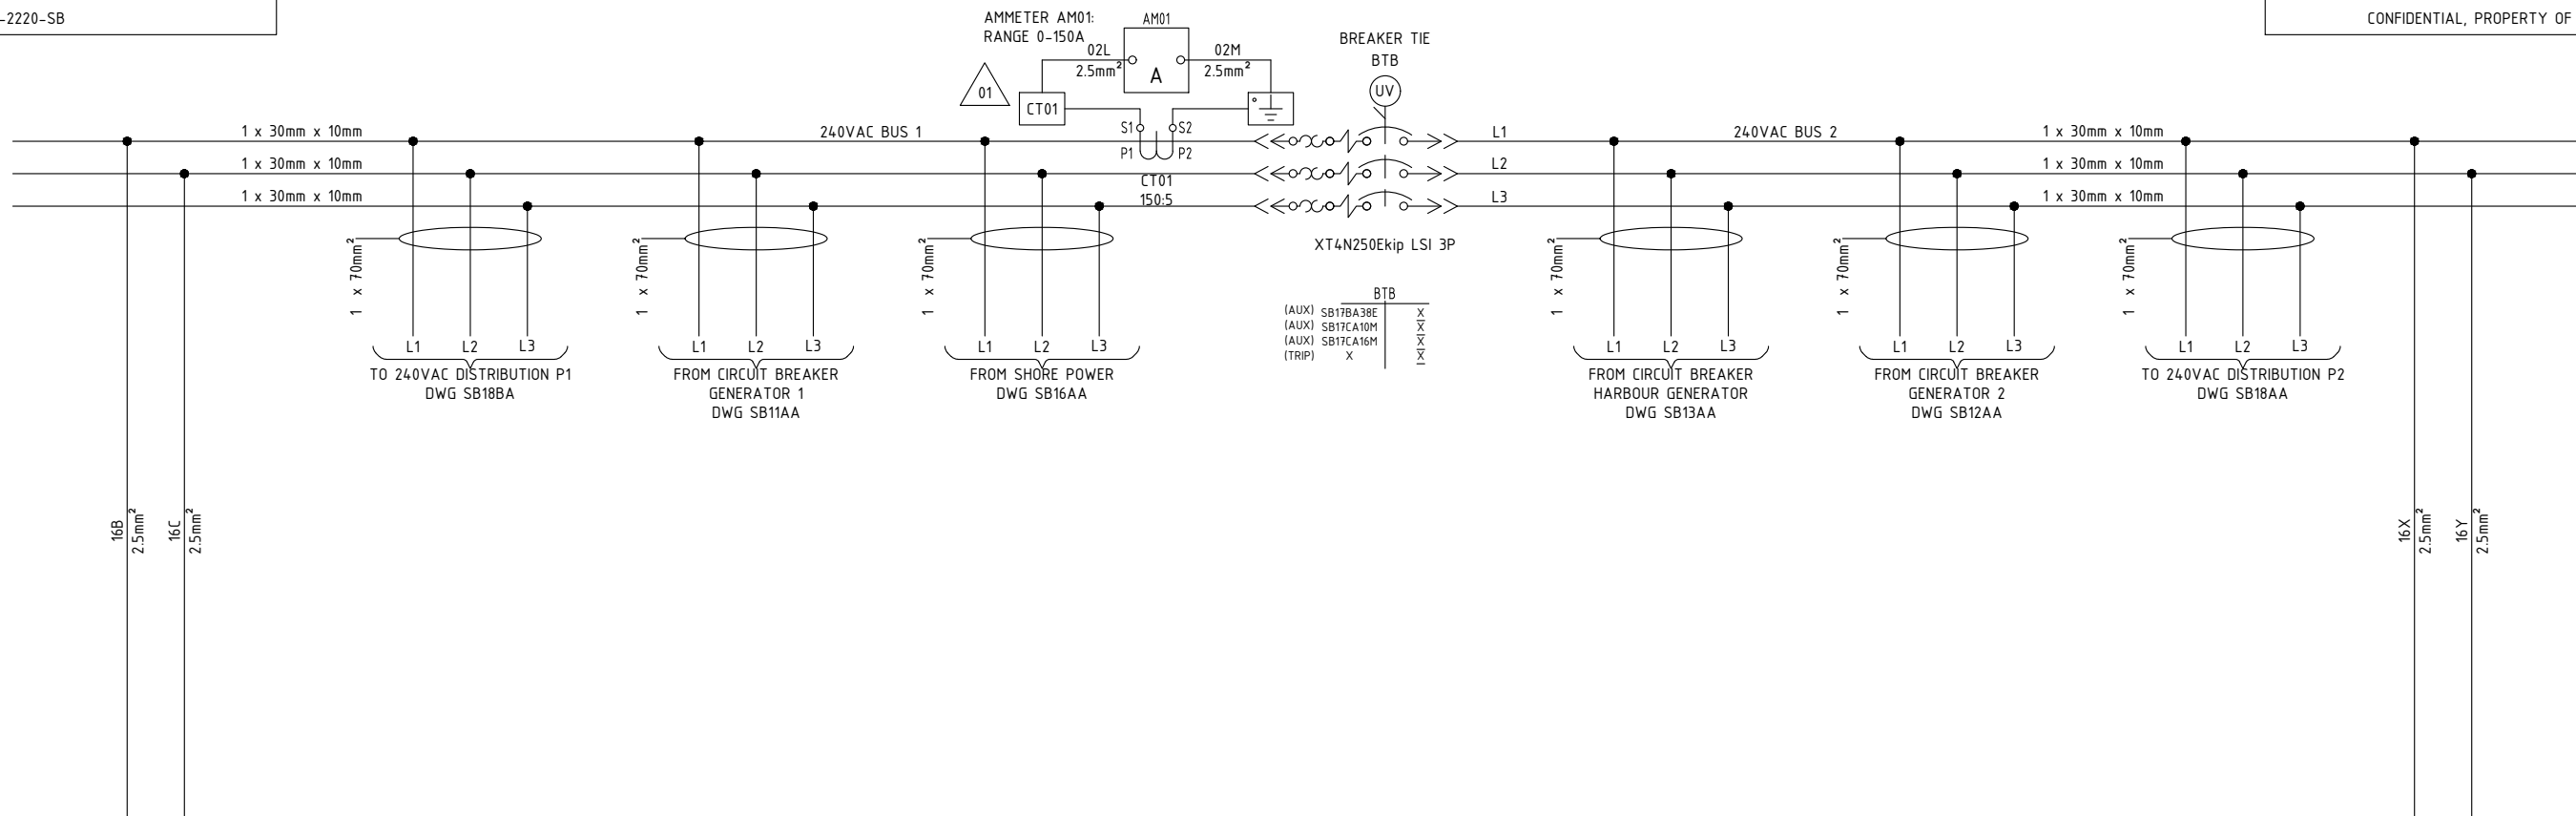 -2220-SB
CONFIDENTIAL, PROPERTY OF
AMMETER AM01:
RANGE 0-150A
AM01
02L
2.5mm²
A
02M
2.5mm²
01
CT01
S1
S2
P1
P2
CT01
150:5
BREAKER TIE
BTB
UV
1 x 30mm x 10mm
240VAC BUS 1
L1
240VAC BUS 2
1 x 30mm x 10mm
1 x 30mm x 10mm
L2
1 x 30mm x 10mm
1 x 30mm x 10mm
L3
1 x 30mm x 10mm
XT4N250Ekip LSI 3P
BTB
(AUX) SB17BA38E X
(AUX) SB17CA10M X
(AUX) SB17CA16M X
(TRIP) X X
1 x 70mm²
L1 L2 L3
TO 240VAC DISTRIBUTION P1
DWG SB18BA
1 x 70mm²
L1 L2 L3
FROM CIRCUIT BREAKER
GENERATOR 1
DWG SB11AA
1 x 70mm²
L1 L2 L3
FROM SHORE POWER
DWG SB16AA
1 x 70mm²
L1 L2 L3
FROM CIRCUIT BREAKER
HARBOUR GENERATOR
DWG SB13AA
1 x 70mm²
L1 L2 L3
FROM CIRCUIT BREAKER
GENERATOR 2
DWG SB12AA
1 x 70mm²
L1 L2 L3
TO 240VAC DISTRIBUTION P2
DWG SB18AA
16B
2.5mm²
16C
2.5mm²
16X
2.5mm²
16Y
2.5mm²